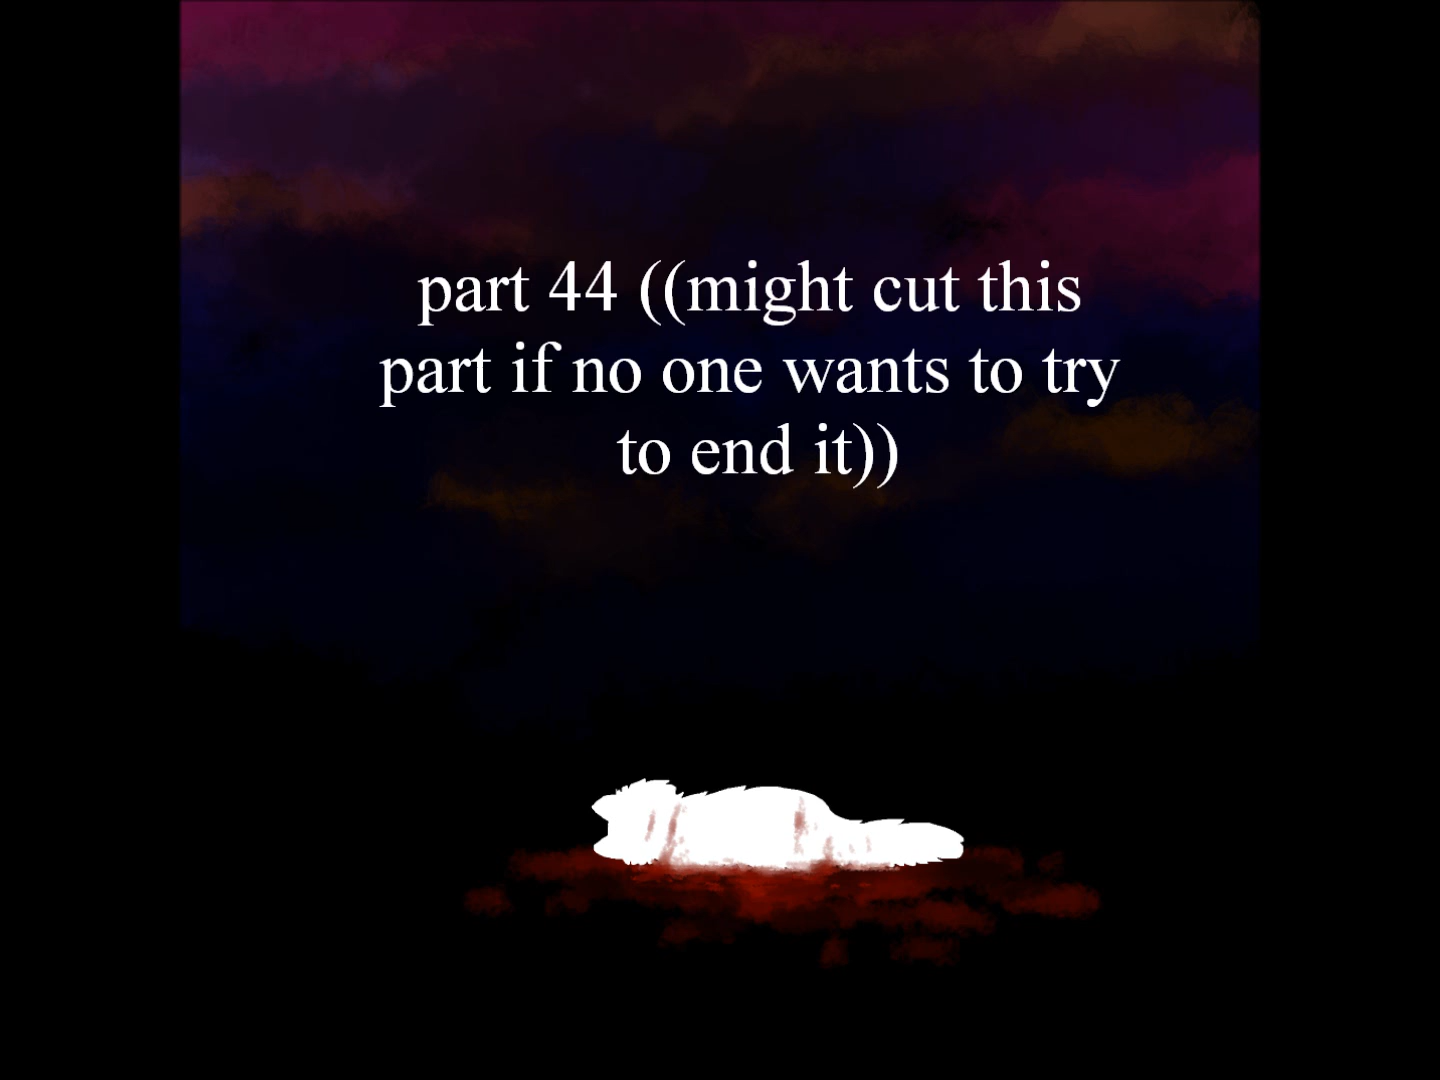 part 44 ((might cut this
part if no one wants to try
to end it))